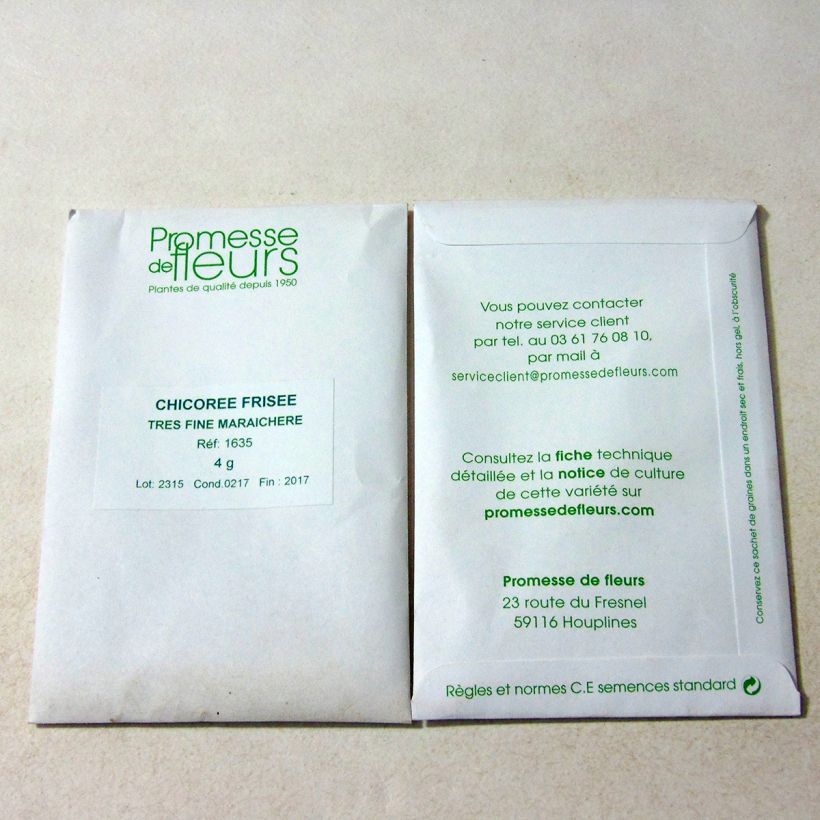 Promesse
de fleurs
Plantes de qualité depuis 1950
CHICOREE FRISEE
TRES FINE MARAICHERE
Réf: 1635
4 g
Lot: 2315 Cond.0217 Fin : 2017
Vous pouvez contacter
notre service client
par tel. au 03 61 76 08 10,
par mail à
serviceclient@promessedefleurs.com
Consultez la fiche technique
détaillée et la notice de culture
de cette variété sur
promessedefleurs.com
Promesse de fleurs
23 route du Fresnel
59116 Houplines
Règles et normes C.E semences standard
Conservez ce sachet de graines dans un endroit sec et frais, hors gel, à l'obscurité